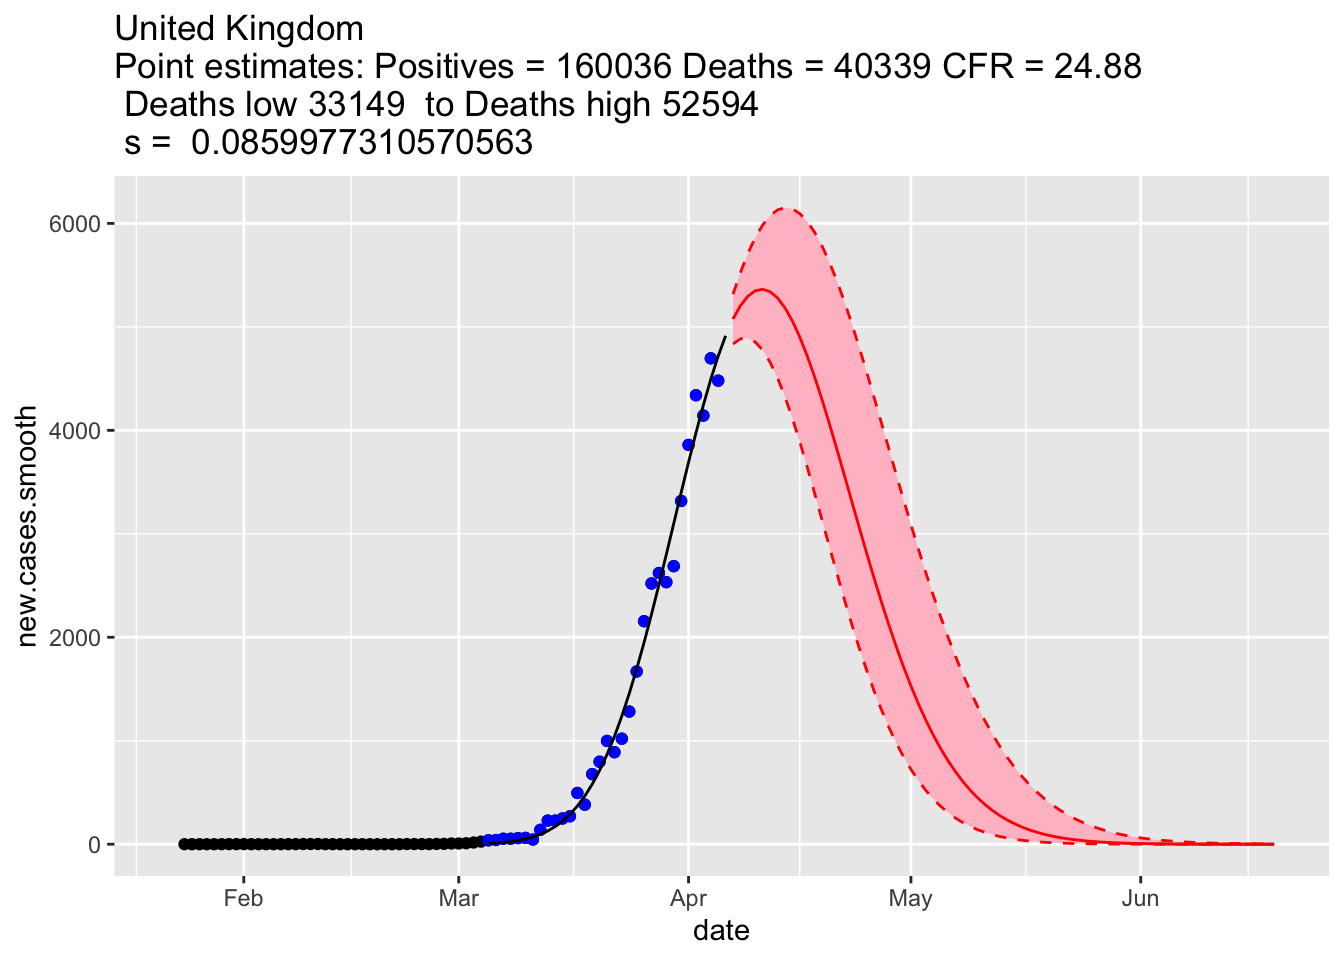 United Kingdom
Point estimates: Positives = 160036 Deaths = 40339 CFR = 24.88
Deaths low 33149  to Deaths high 52594
s =  0.0859977310570563
6000
4000
2000
0
new.cases.smooth
Feb Mar Apr May Jun
date